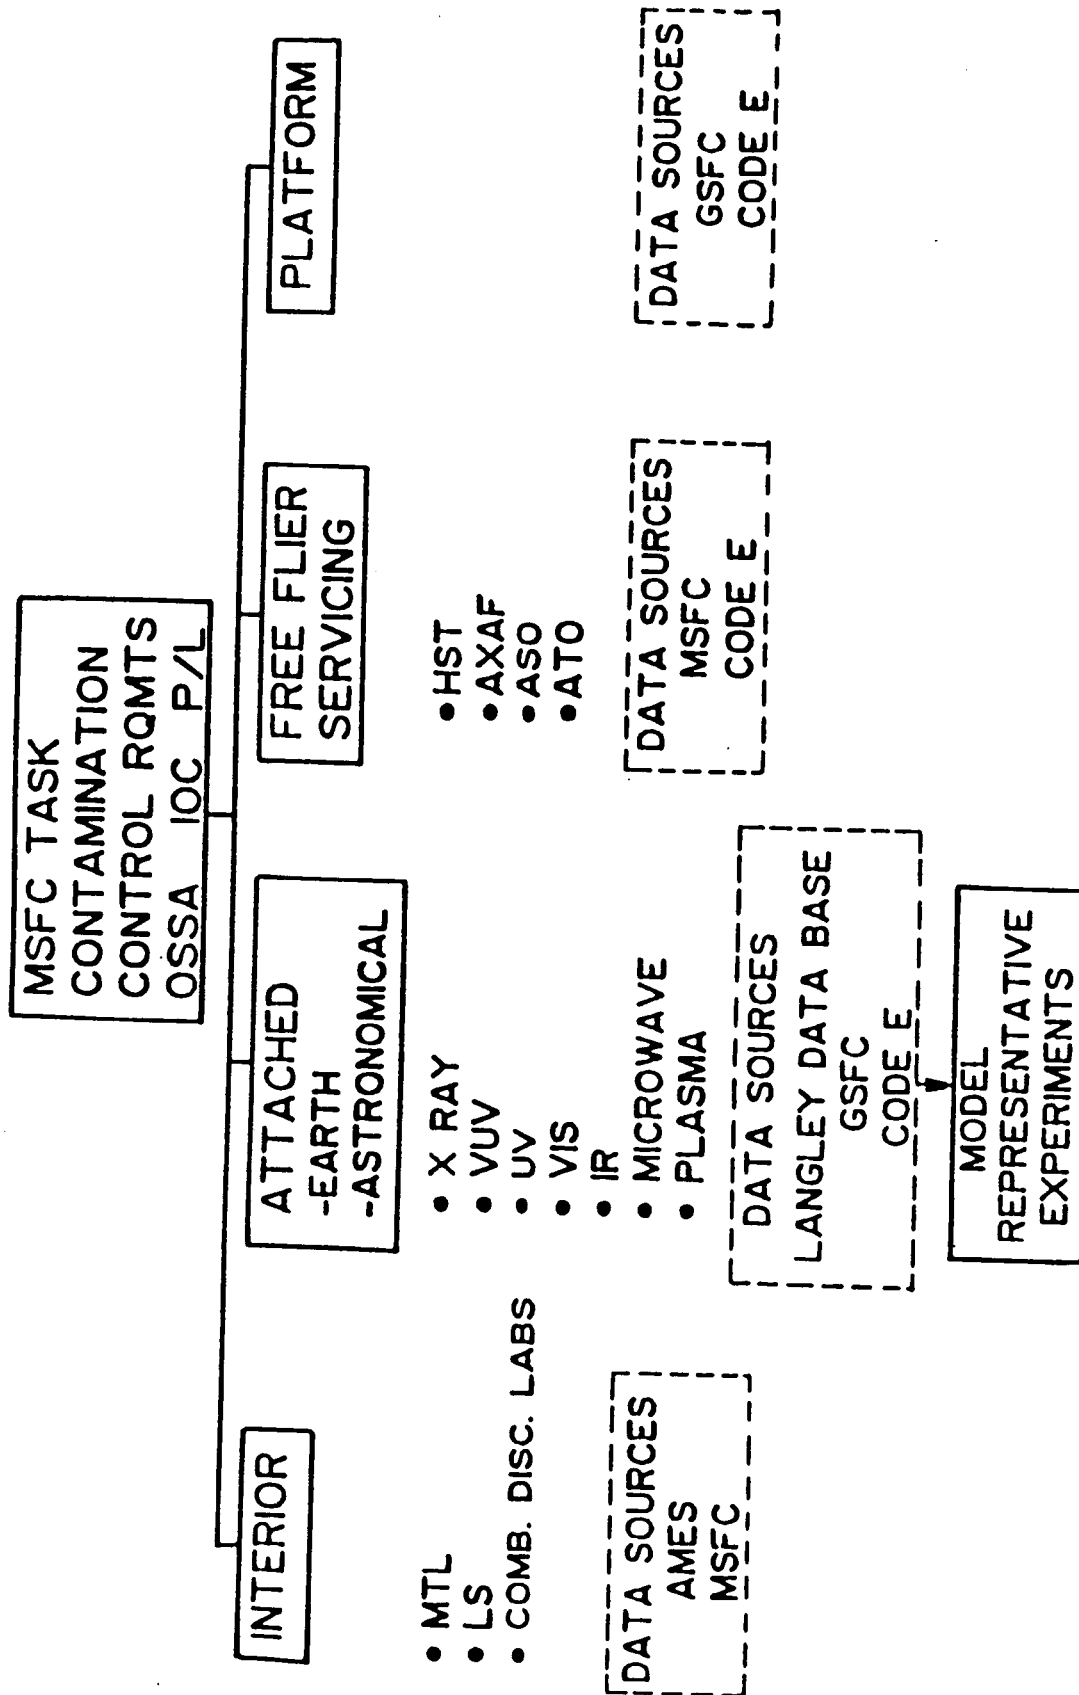 MSFC TASK
CONTAMINATION
CONTROL RQMTS
OSSA IOC P/L
INTERIOR
• MTL
• LS
• COMB. DISC. LABS
DATA SOURCES
AMES
MSFC
ATTACHED
-EARTH
-ASTRONOMICAL
• X RAY
• VUV
• UV
• VIS
• IR
• MICROWAVE
• PLASMA
DATA SOURCES
LANGLEY DATA BASE
GSFC
CODE E
MODEL
REPRESENTATIVE
EXPERIMENTS
FREE FLIER
SERVICING
• HST
• AXAF
• ASO
• ATO
DATA SOURCES
MSFC
CODE E
PLATFORM
DATA SOURCES
GSFC
CODE E